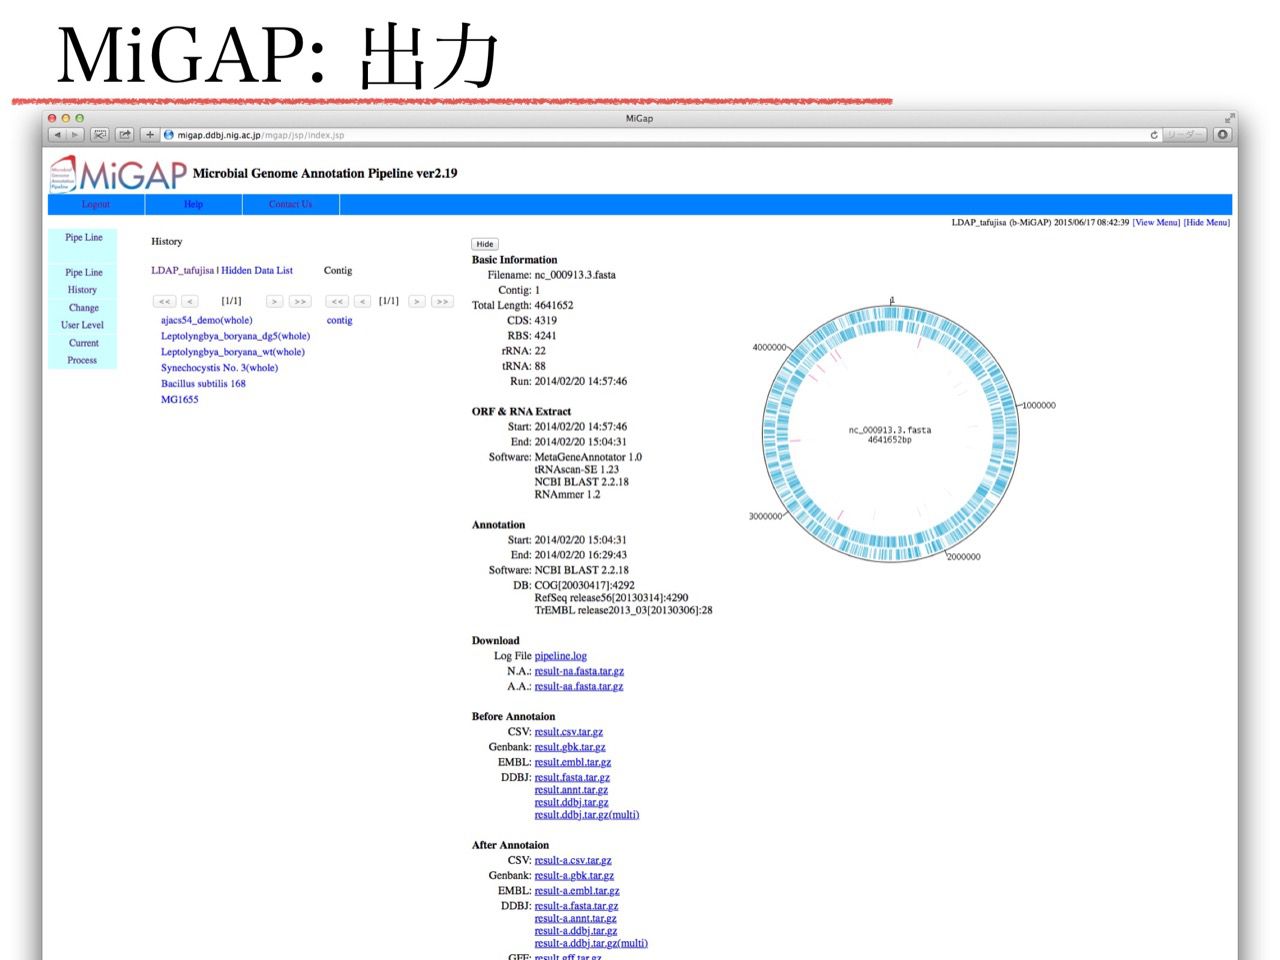 MiGAP: 出力
MiGap
migap.ddbj.nig.ac.jp/mgap/jsp/index.jsp
リーダー
Microbial Genome Annotation Pipeline
MiGAP Microbial Genome Annotation Pipeline ver2.19
Logout Help Contact Us
LDAP_tafujisa (b-MiGAP) 2015/06/17 08:42:39 [View Menu] [Hide Menu]
Pipe Line
Pipe Line
History
Change
User Level
Current
Process
History
LDAP_tafujisa | Hidden Data List Contig
<< < [1/1] > >> << < [1/1] > >>
ajacs54_demo(whole) contig
Leptolyngbya_boryana_dg5(whole)
Leptolyngbya_boryana_wt(whole)
Synechocystis No. 3(whole)
Bacillus subtilis 168
MG1655
Hide
Basic Information
Filename: nc_000913.3.fasta
Contig: 1
Total Length: 4641652
CDS: 4319
RBS: 4241
rRNA: 22
tRNA: 88
Run: 2014/02/20 14:57:46
ORF & RNA Extract
Start: 2014/02/20 14:57:46
End: 2014/02/20 15:04:31
Software: MetaGeneAnnotator 1.0
tRNAscan-SE 1.23
NCBI BLAST 2.2.18
RNAmmer 1.2
Annotation
Start: 2014/02/20 15:04:31
End: 2014/02/20 16:29:43
Software: NCBI BLAST 2.2.18
DB: COG[20030417]:4292
RefSeq release56[20130314]:4290
TrEMBL release2013_03[20130306]:28
Download
Log File pipeline.log
N.A.: result-na.fasta.tar.gz
A.A.: result-aa.fasta.tar.gz
Before Annotaion
CSV: result.csv.tar.gz
Genbank: result.gbk.tar.gz
EMBL: result.embl.tar.gz
DDBJ: result.fasta.tar.gz
result.annt.tar.gz
result.ddbj.tar.gz
result.ddbj.tar.gz(multi)
After Annotaion
CSV: result-a.csv.tar.gz
Genbank: result-a.gbk.tar.gz
EMBL: result-a.embl.tar.gz
DDBJ: result-a.fasta.tar.gz
result-a.annt.tar.gz
result-a.ddbj.tar.gz
result-a.ddbj.tar.gz(multi)
GFF: result.gff.tar.gz
1
1000000
2000000
3000000
4000000
nc_000913.3.fasta
4641652bp